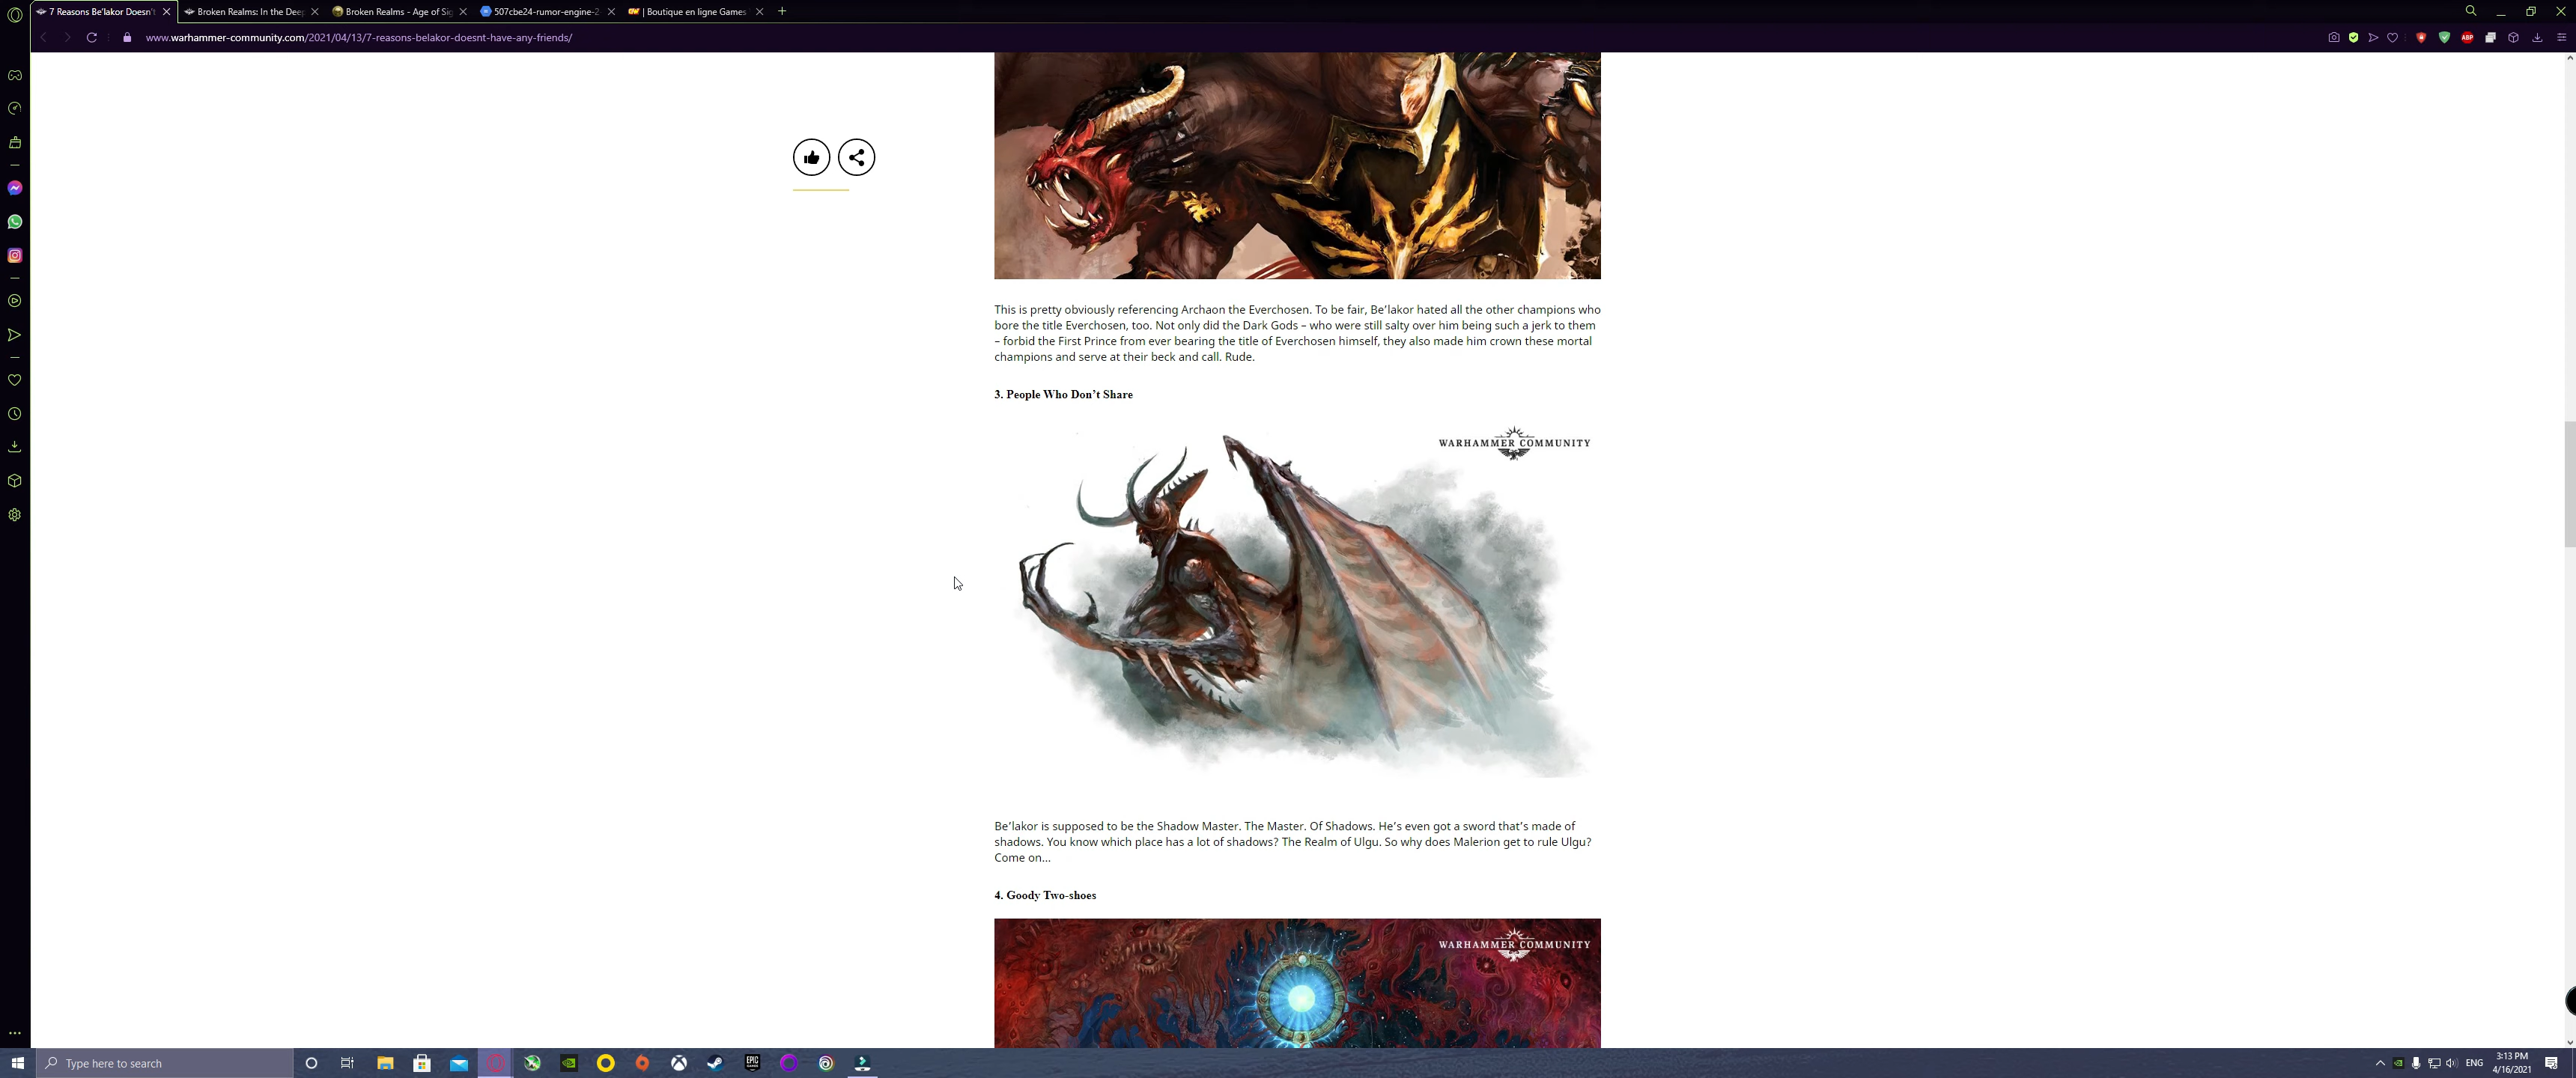 7 Reasons Be'lakor Doesn't
Broken Realms: In the Deep
Broken Realms - Age of Sig
507cbe24-rumor-engine-2
| Boutique en ligne Games
www.warhammer-community.com/2021/04/13/7-reasons-belakor-doesnt-have-any-friends/
ABP
This is pretty obviously referencing Archaon the Everchosen. To be fair, Be'lakor hated all the other champions who
bore the title Everchosen, too. Not only did the Dark Gods – who were still salty over him being such a jerk to them
– forbid the First Prince from ever bearing the title of Everchosen himself, they also made him crown these mortal
champions and serve at their beck and call. Rude.
3. People Who Don't Share
WARHAMMER COMMUNITY
Be'lakor is supposed to be the Shadow Master. The Master. Of Shadows. He's even got a sword that's made of
shadows. You know which place has a lot of shadows? The Realm of Ulgu. So why does Malerion get to rule Ulgu?
Come on...
4. Goody Two-shoes
WARHAMMER COMMUNITY
Type here to search
EPIC
GAMES
ENG
3:13 PM
4/16/2021